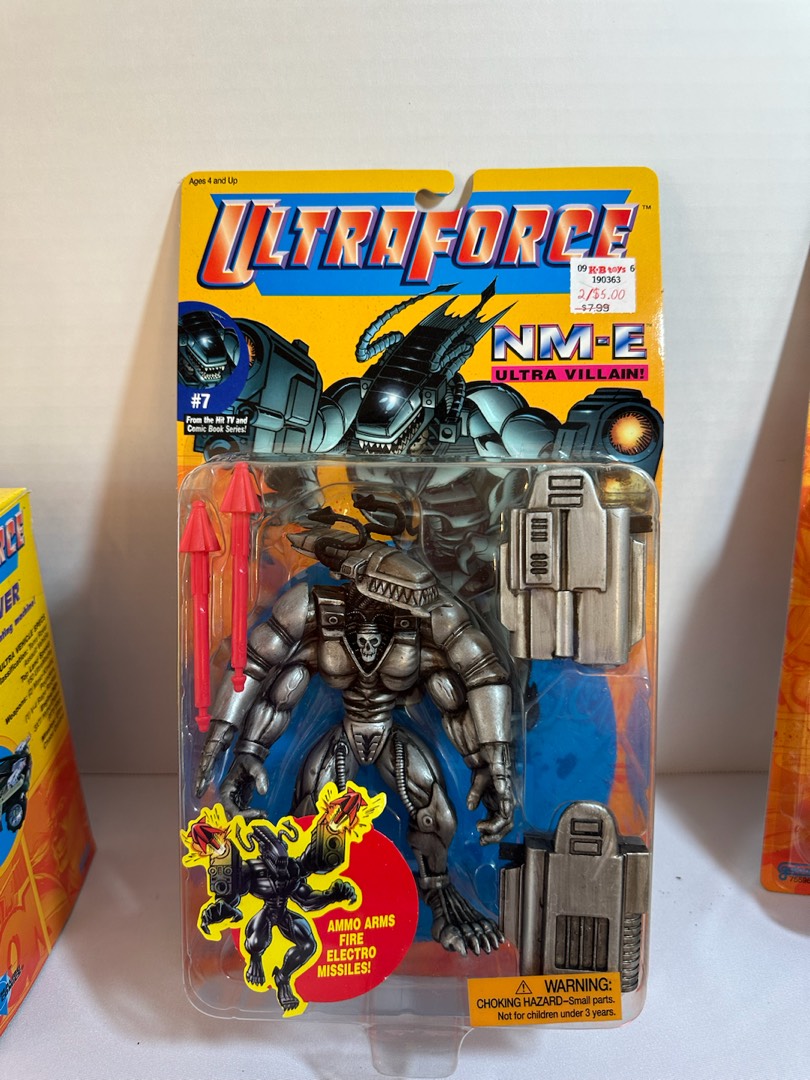 Ages 4 and Up
ULTRAFORCE™
09 K·B toys 6
190363
2/$5.00
$7.99
NM-E™
ULTRA VILLAIN!
#7
From the Hit TV and
Comic Book Series!
AMMO ARMS
FIRE
ELECTRO
MISSILES!
⚠ WARNING:
CHOKING HAZARD–Small parts.
Not for children under 3 years.